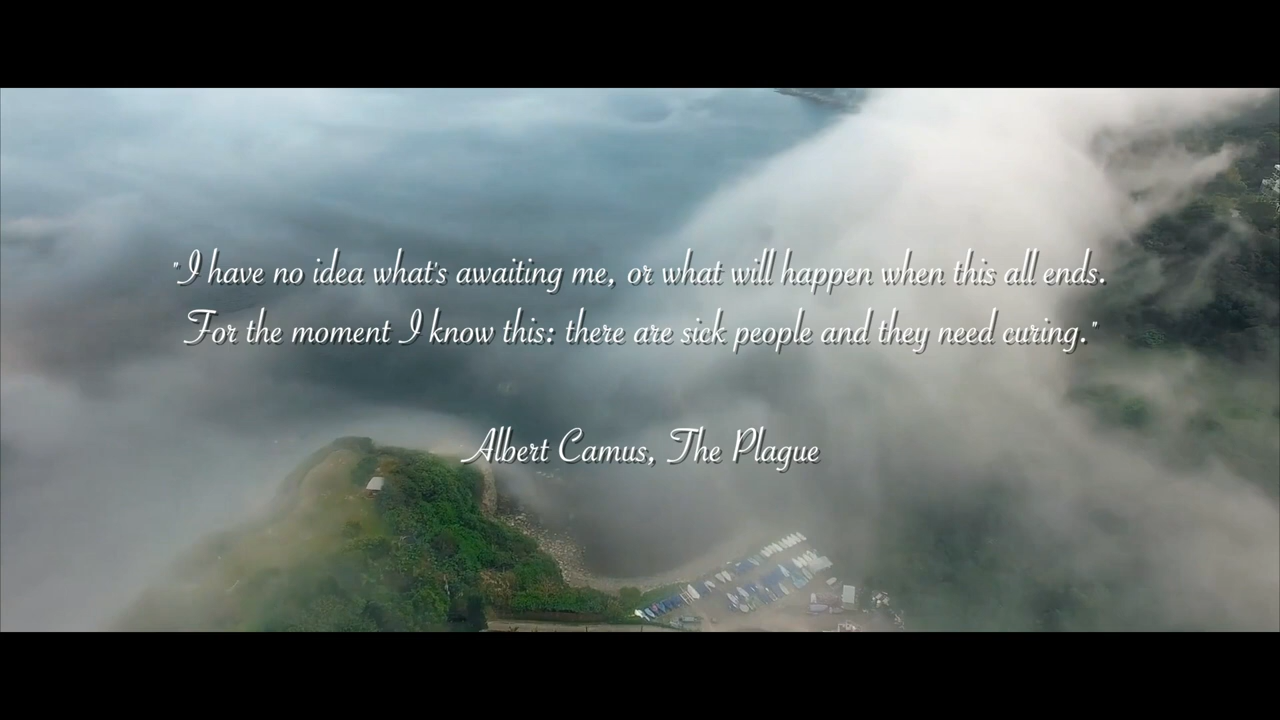 "I have no idea what's awaiting me, or what will happen when this all ends.
For the moment I know this: there are sick people and they need curing."
Albert Camus, The Plague